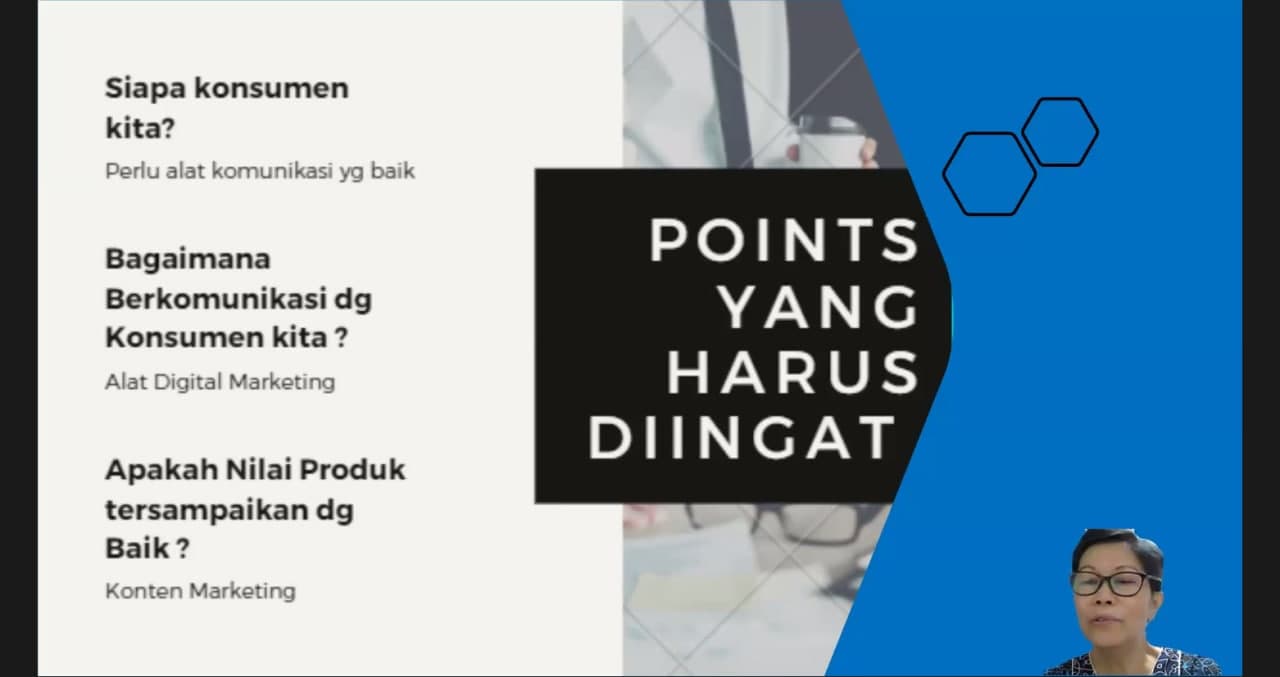 Siapa konsumen
kita?
Perlu alat komunikasi yg baik
Bagaimana
Berkomunikasi dg
Konsumen kita ?
Alat Digital Marketing
Apakah Nilai Produk
tersampaikan dg
Baik ?
Konten Marketing
POINTS
YANG
HARUS
DIINGAT